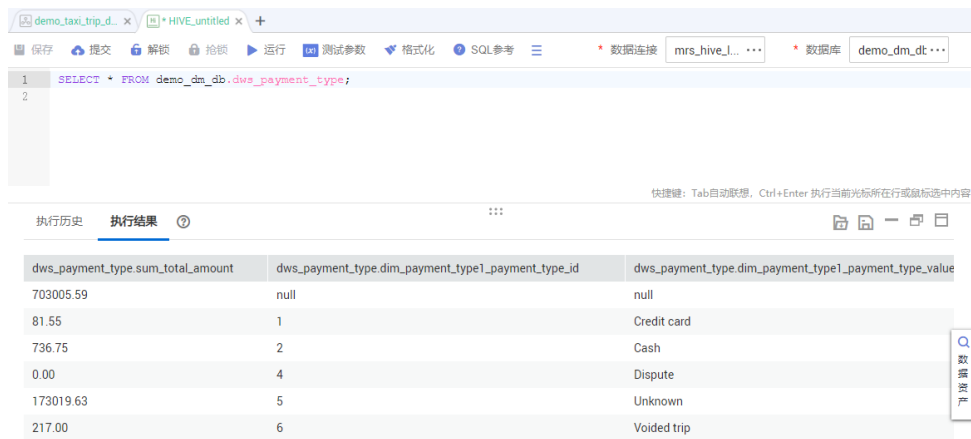 demo_taxi_trip_d.. × * HIVE_untitled × +
保存 提交 解锁 抢锁 运行 测试参数 格式化 SQL参考 * 数据连接 mrs_hive_l... ··· * 数据库 demo_dm_db ···
1 SELECT * FROM demo_dm_db.dws_payment_type;
2
快捷键：Tab自动联想，Ctrl+Enter 执行当前光标所在行或鼠标选中内容
执行历史 执行结果
dws_payment_type.sum_total_amount dws_payment_type.dim_payment_type1_payment_type_id dws_payment_type.dim_payment_type1_payment_type_value
703005.59 null null
81.55 1 Credit card
736.75 2 Cash
0.00 4 Dispute
173019.63 5 Unknown
217.00 6 Voided trip
数据资产